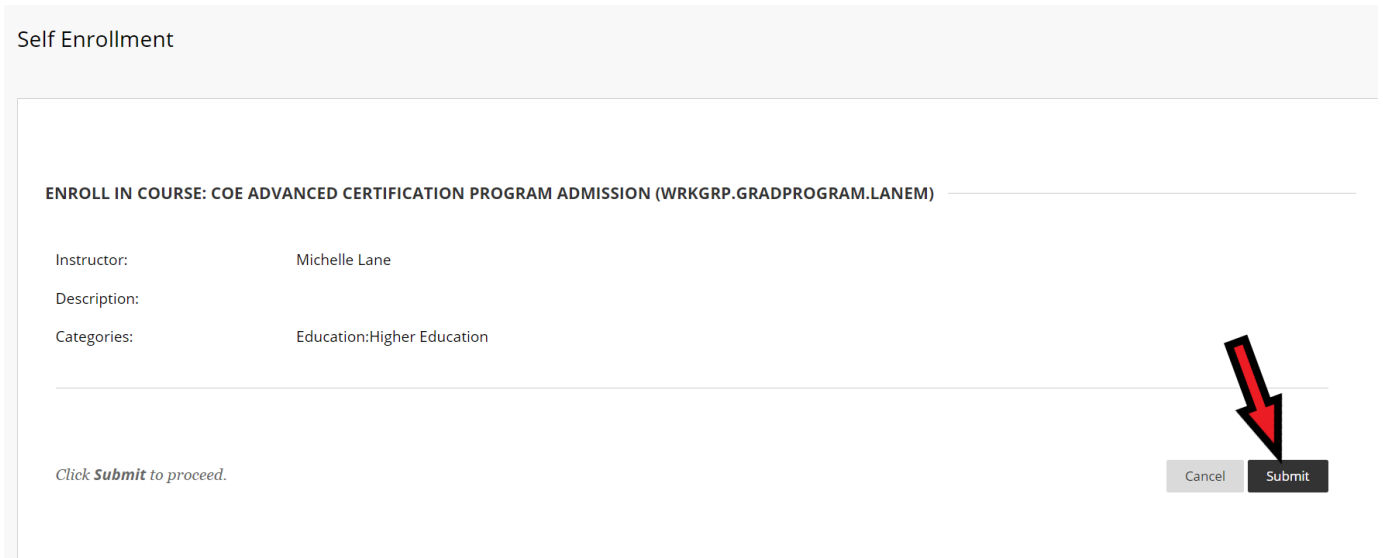 Self Enrollment
ENROLL IN COURSE: COE ADVANCED CERTIFICATION PROGRAM ADMISSION (WRKGRP.GRADPROGRAM.LANEM)
Instructor: Michelle Lane
Description:
Categories: Education:Higher Education
Click Submit to proceed. Cancel Submit